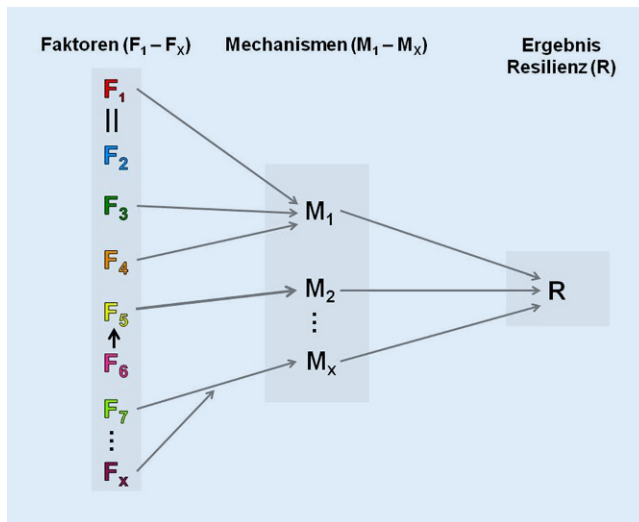 Faktoren (F₁ – Fₓ)
Mechanismen (M₁ – Mₓ)
Ergebnis
Resilienz (R)
F₁
F₂
F₃
F₄
F₅
F₆
F₇
Fₓ
M₁
M₂
Mₓ
R